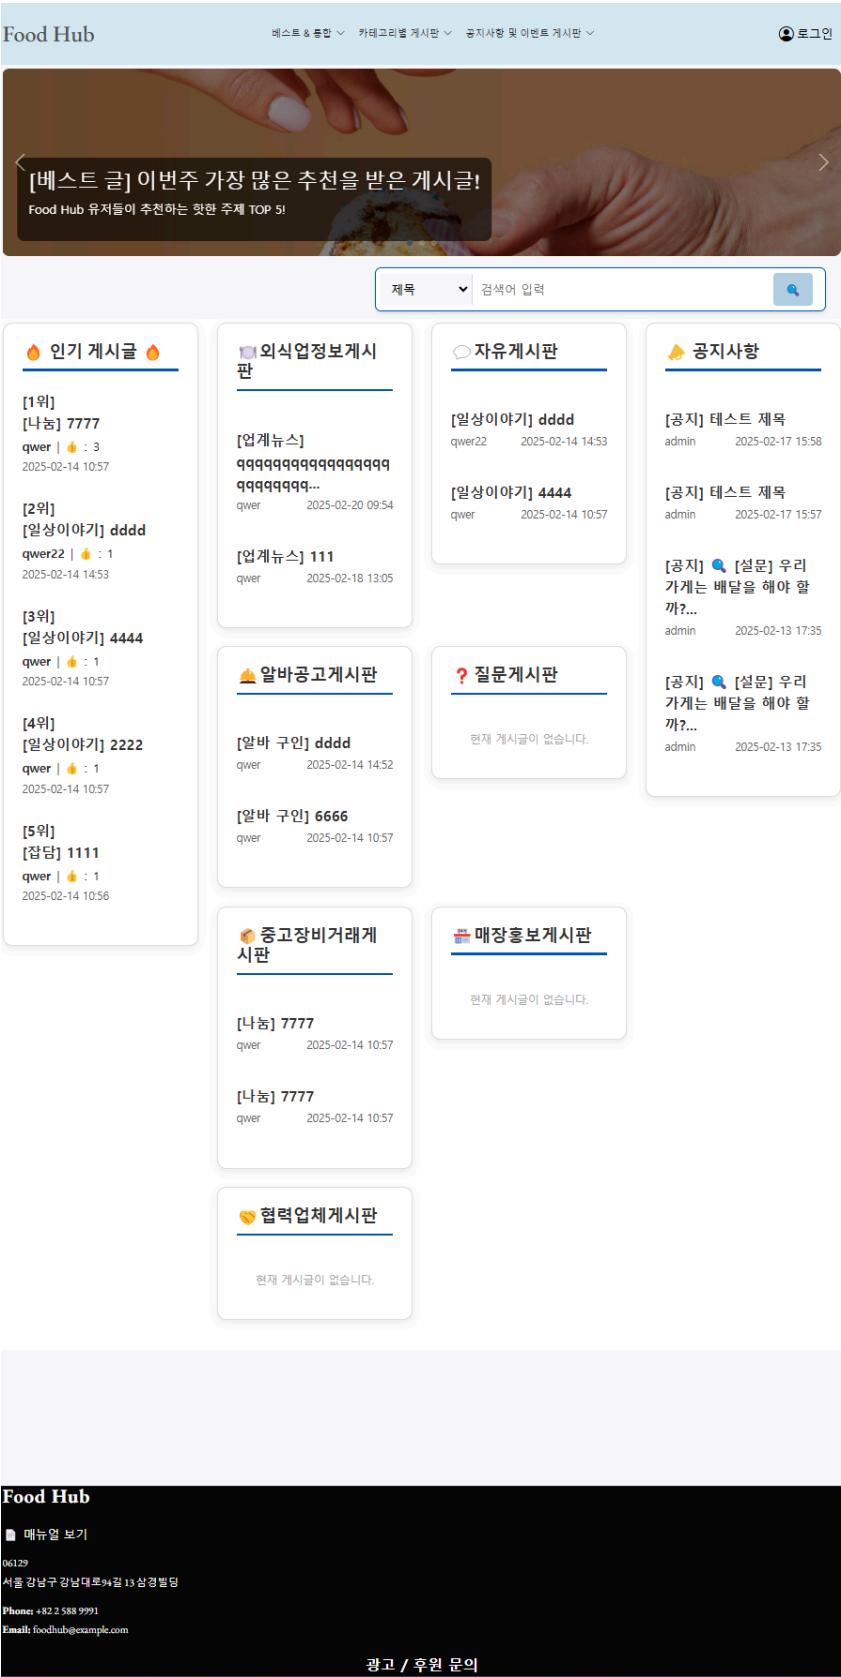 Food Hub
베스트 & 통합
카테고리별 게시판
공지사항 및 이벤트 게시판
로그인
[베스트 글] 이번주 가장 많은 추천을 받은 게시글!
Food Hub 유저들이 추천하는 핫한 주제 TOP 5!
제목
검색어 입력
인기 게시글
[1위]
[나눔] 7777
qwer | 👍 : 3
2025-02-14 10:57
[2위]
[일상이야기] dddd
qwer22 | 👍 : 1
2025-02-14 14:53
[3위]
[일상이야기] 4444
qwer | 👍 : 1
2025-02-14 10:57
[4위]
[일상이야기] 2222
qwer | 👍 : 1
2025-02-14 10:57
[5위]
[잡담] 1111
qwer | 👍 : 1
2025-02-14 10:56
외식업정보게시
판
[업계뉴스]
qqqqqqqqqqqqqqqqq
qqqqqqqq...
qwer 2025-02-20 09:54
[업계뉴스] 111
qwer 2025-02-18 13:05
자유게시판
[일상이야기] dddd
qwer22 2025-02-14 14:53
[일상이야기] 4444
qwer 2025-02-14 10:57
공지사항
[공지] 테스트 제목
admin 2025-02-17 15:58
[공지] 테스트 제목
admin 2025-02-17 15:57
[공지] 🔍 [설문] 우리
가게는 배달을 해야 할
까?...
admin 2025-02-13 17:35
[공지] 🔍 [설문] 우리
가게는 배달을 해야 할
까?...
admin 2025-02-13 17:35
알바공고게시판
[알바 구인] dddd
qwer 2025-02-14 14:52
[알바 구인] 6666
qwer 2025-02-14 10:57
❓ 질문게시판
현재 게시글이 없습니다.
중고장비거래게
시판
[나눔] 7777
qwer 2025-02-14 10:57
[나눔] 7777
qwer 2025-02-14 10:57
매장홍보게시판
현재 게시글이 없습니다.
협력업체게시판
현재 게시글이 없습니다.
Food Hub
매뉴얼 보기
06129
서울 강남구 강남대로94길 13 삼경빌딩
Phone: +82 2 588 9991
Email: foodhub@example.com
광고 / 후원 문의